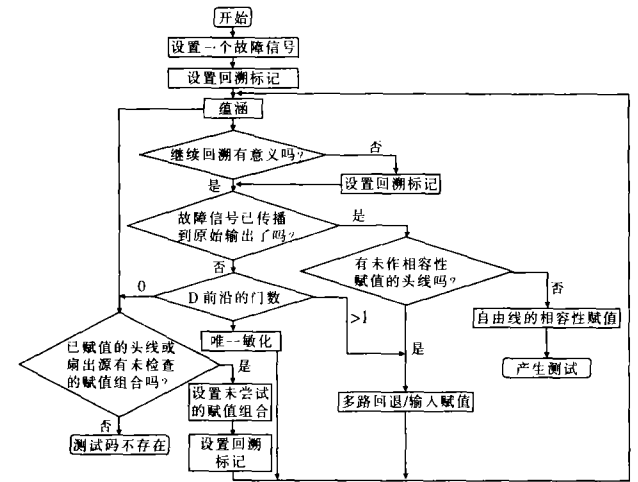 开始
设置一个故障信号
设置回溯标记
蕴涵
继续回溯有意义吗?
否
是
设置回溯标记
故障信号已传播
到原始输出了吗?
是
否
有未作相容性
赋值的头线吗?
否
0
D前沿的门数
>1
自由线的相容性赋值
唯一敏化
是
产生测试
已赋值的头线或
扇出源有未检查
的赋值组合吗?
是
设置未尝试
的赋值组合
多路回退/输入赋值
否
测试码不存在
设置回溯
标记